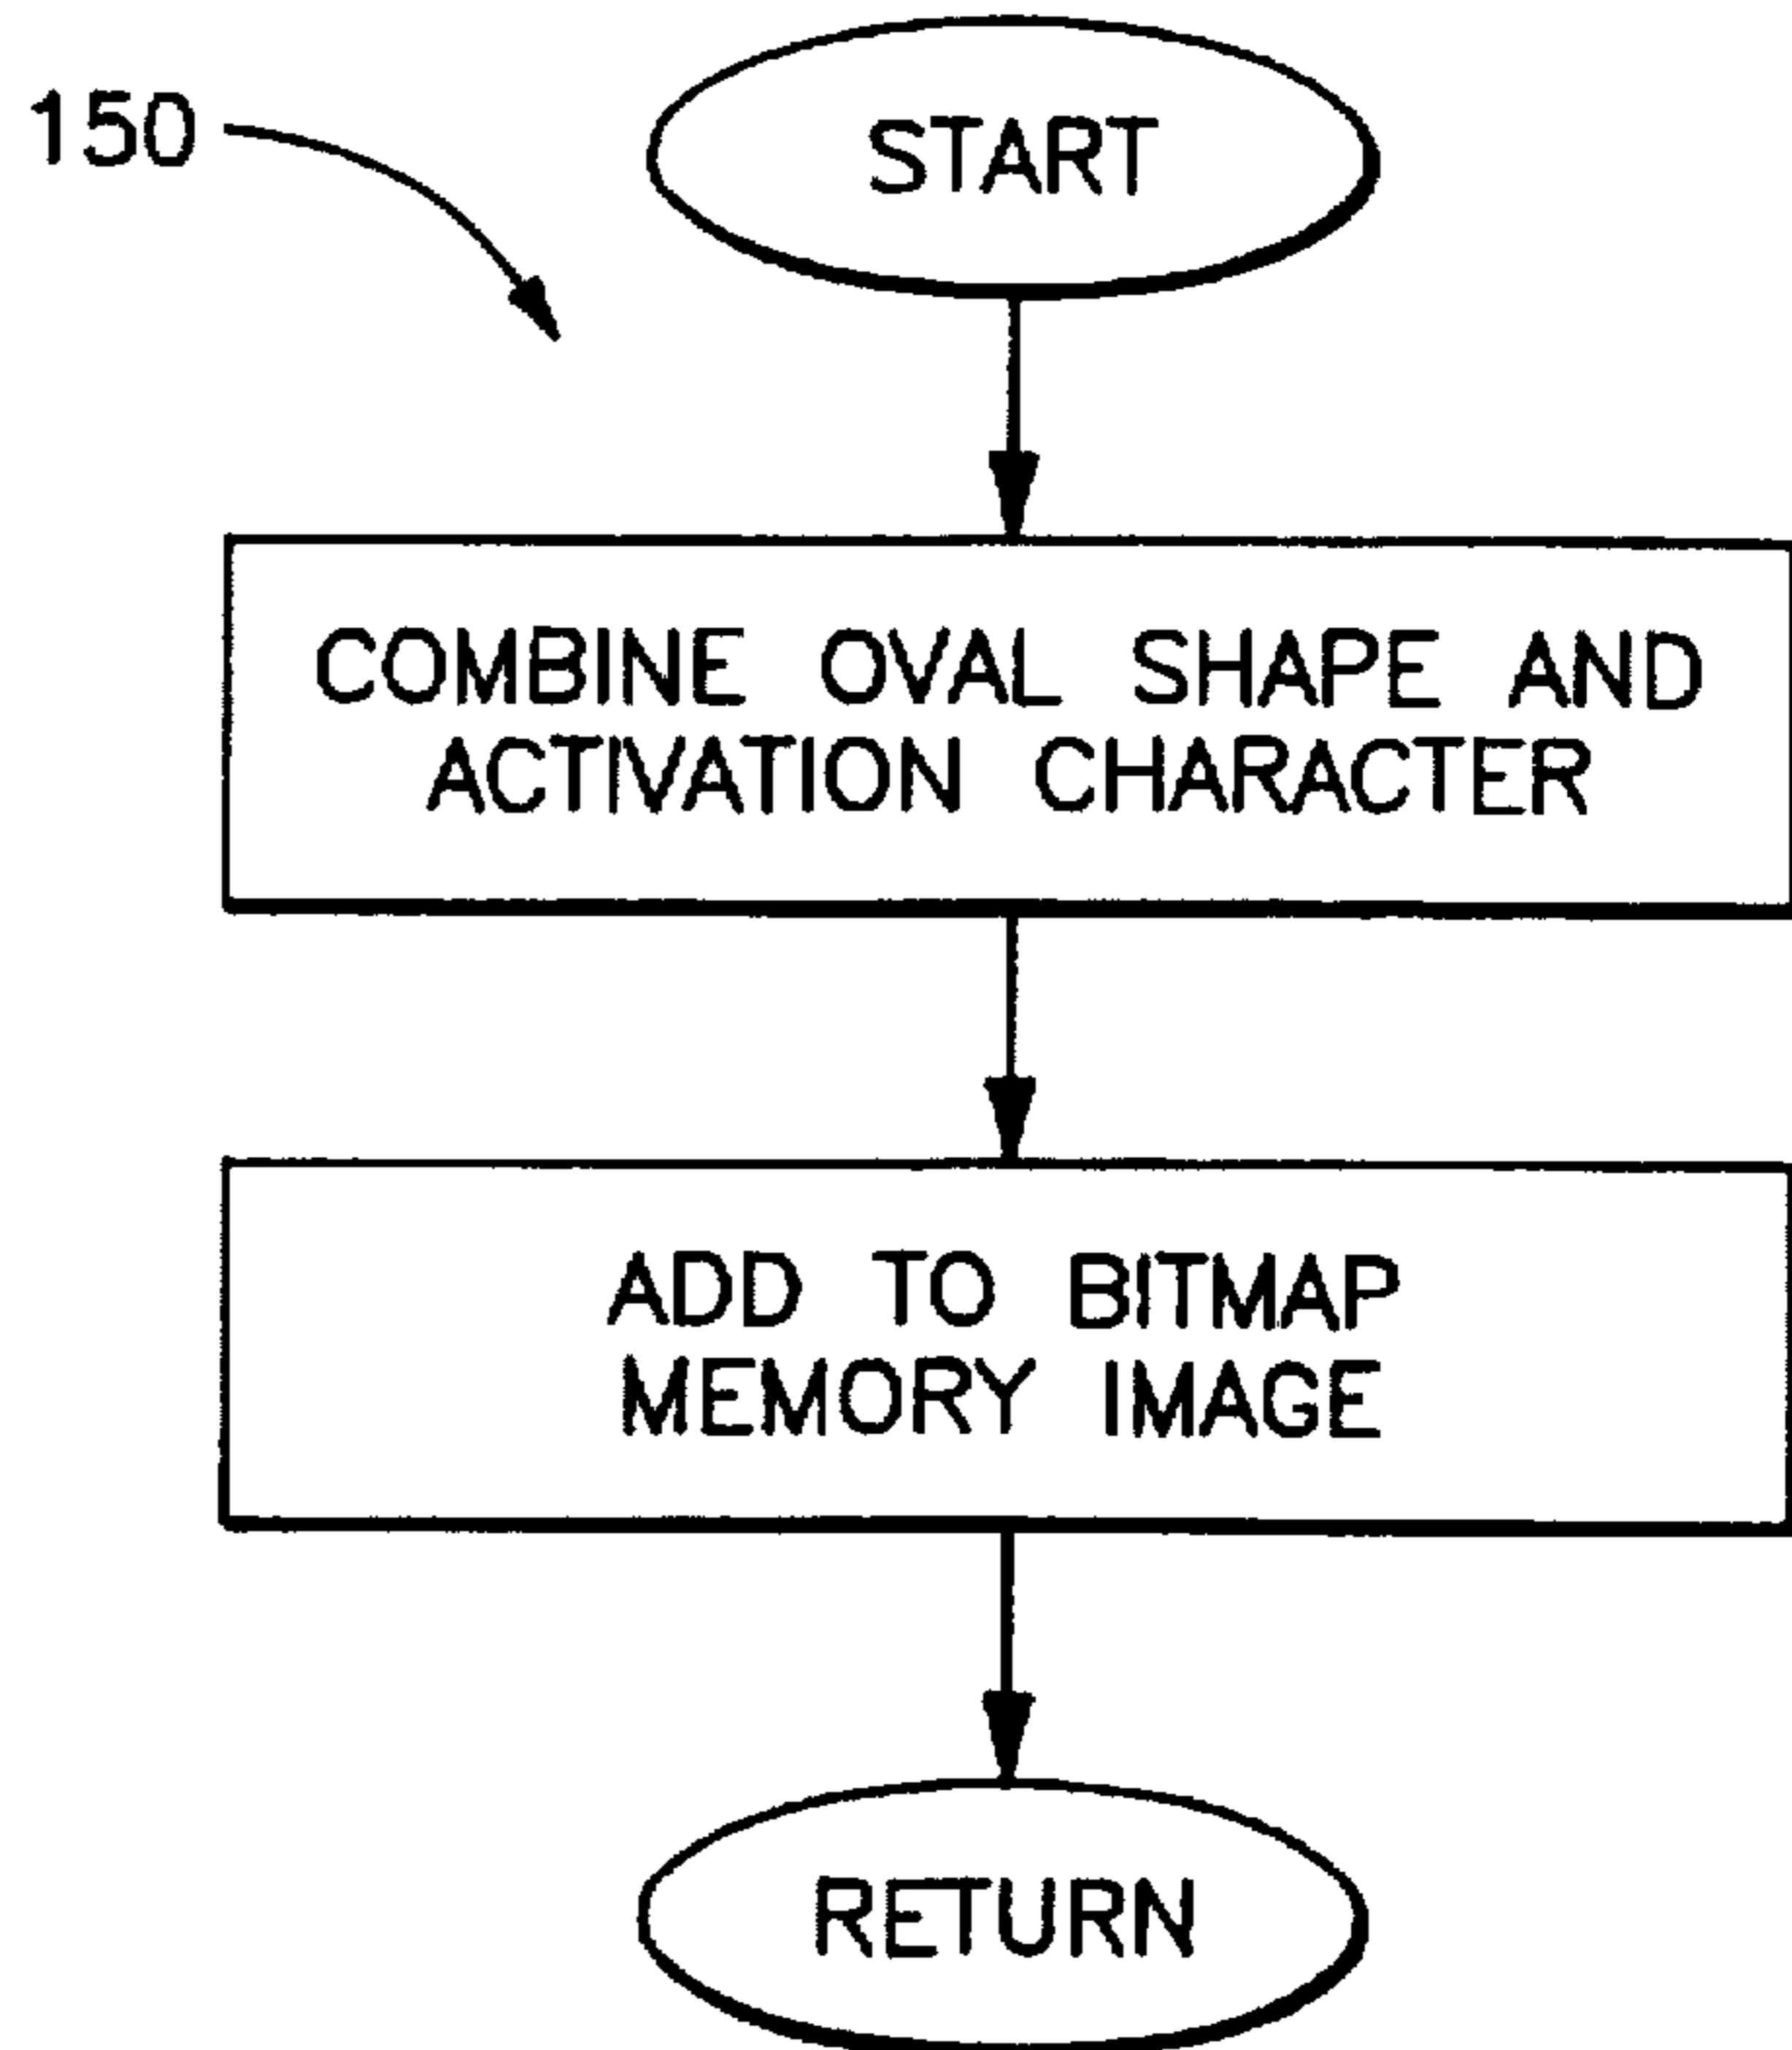 150
START
COMBINE OVAL SHAPE AND
ACTIVATION CHARACTER
ADD TO BITMAP
MEMORY IMAGE
RETURN